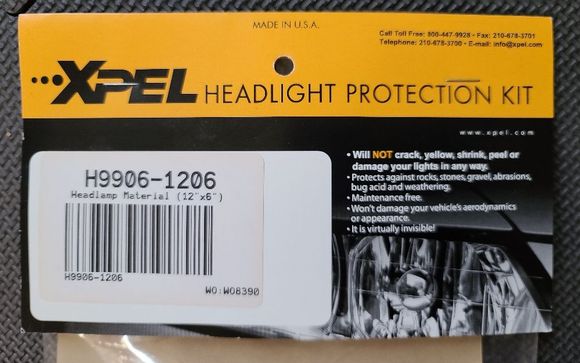 MADE IN U.S.A.
Call Toll Free: 800-447-9928 • Fax: 210-678-3701
Telephone: 210-678-3700 • E-mail: info@xpel.com
XPEL HEADLIGHT PROTECTION KIT
www.xpel.com
• Will NOT crack, yellow, shrink, peel or
damage your lights in any way.
• Protects against rocks, stones, gravel, abrasions,
bug acid and weathering.
• Maintenance free.
• Won't damage your vehicle's aerodynamics
or appearance.
• It is virtually invisible!
H9906-1206
Headlamp Material (12"x6")
H9906-1206
WO:W08390